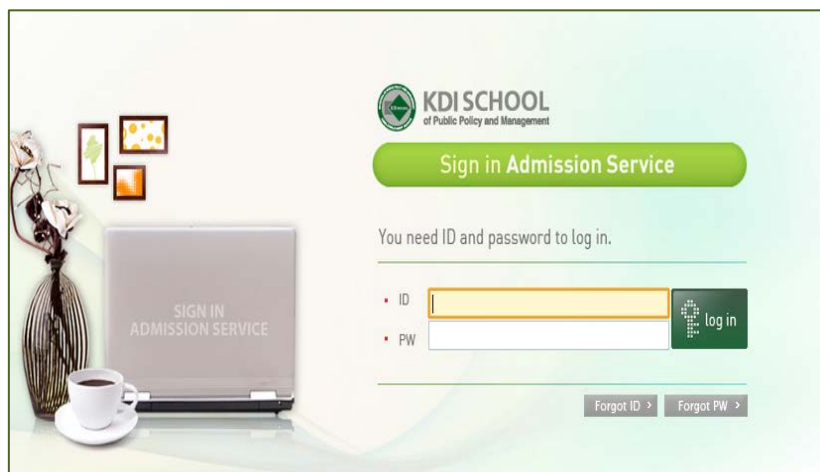 KDI SCHOOL
of Public Policy and Management
Sign in Admission Service
You need ID and password to log in.
SIGN IN
ADMISSION SERVICE
ID
log in
PW
Forgot ID >
Forgot PW >